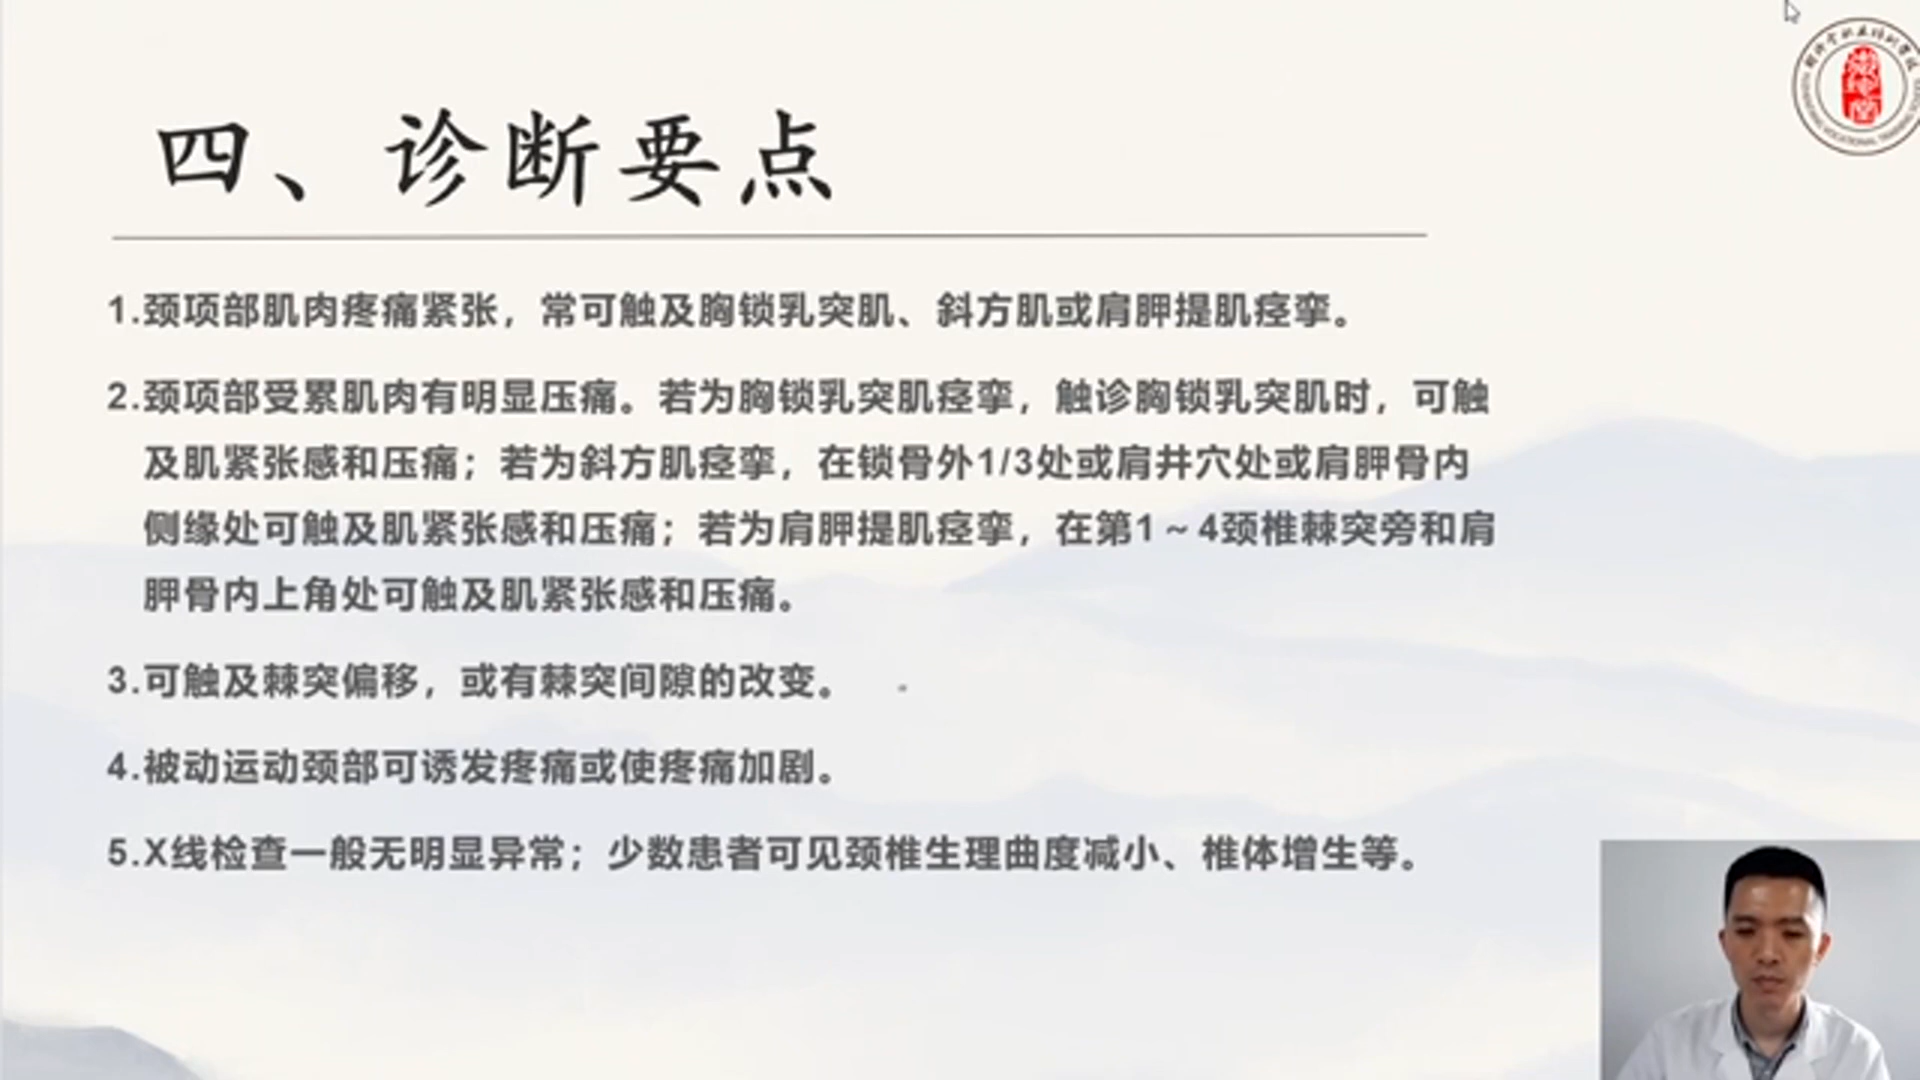 四、诊断要点
1.颈项部肌肉疼痛紧张，常可触及胸锁乳突肌、斜方肌或肩胛提肌痉挛。
2.颈项部受累肌肉有明显压痛。若为胸锁乳突肌痉挛，触诊胸锁乳突肌时，可触
及肌紧张感和压痛；若为斜方肌痉挛，在锁骨外1/3处或肩井穴处或肩胛骨内
侧缘处可触及肌紧张感和压痛；若为肩胛提肌痉挛，在第1～4颈椎棘突旁和肩
胛骨内上角处可触及肌紧张感和压痛。
3.可触及棘突偏移，或有棘突间隙的改变。
4.被动运动颈部可诱发疼痛或使疼痛加剧。
5.X线检查一般无明显异常；少数患者可见颈椎生理曲度减小、椎体增生等。